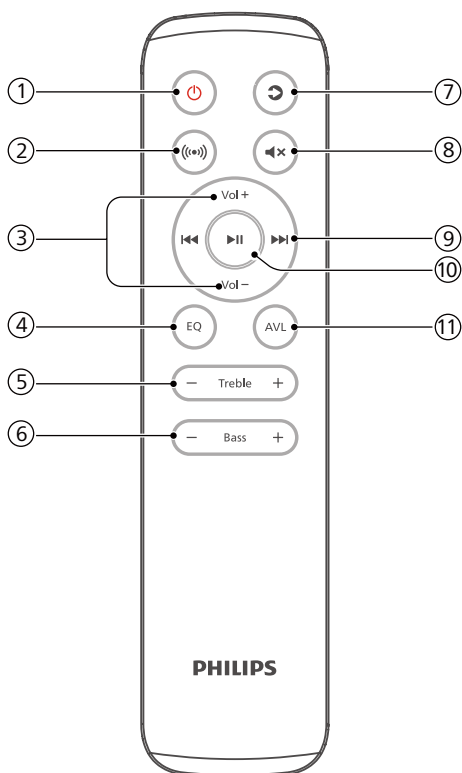 ① ⑦
② ⑧
Vol +
③ ⑨
⑩
Vol −
④ EQ AVL ⑪
⑤ − Treble +
⑥ − Bass +
PHILIPS